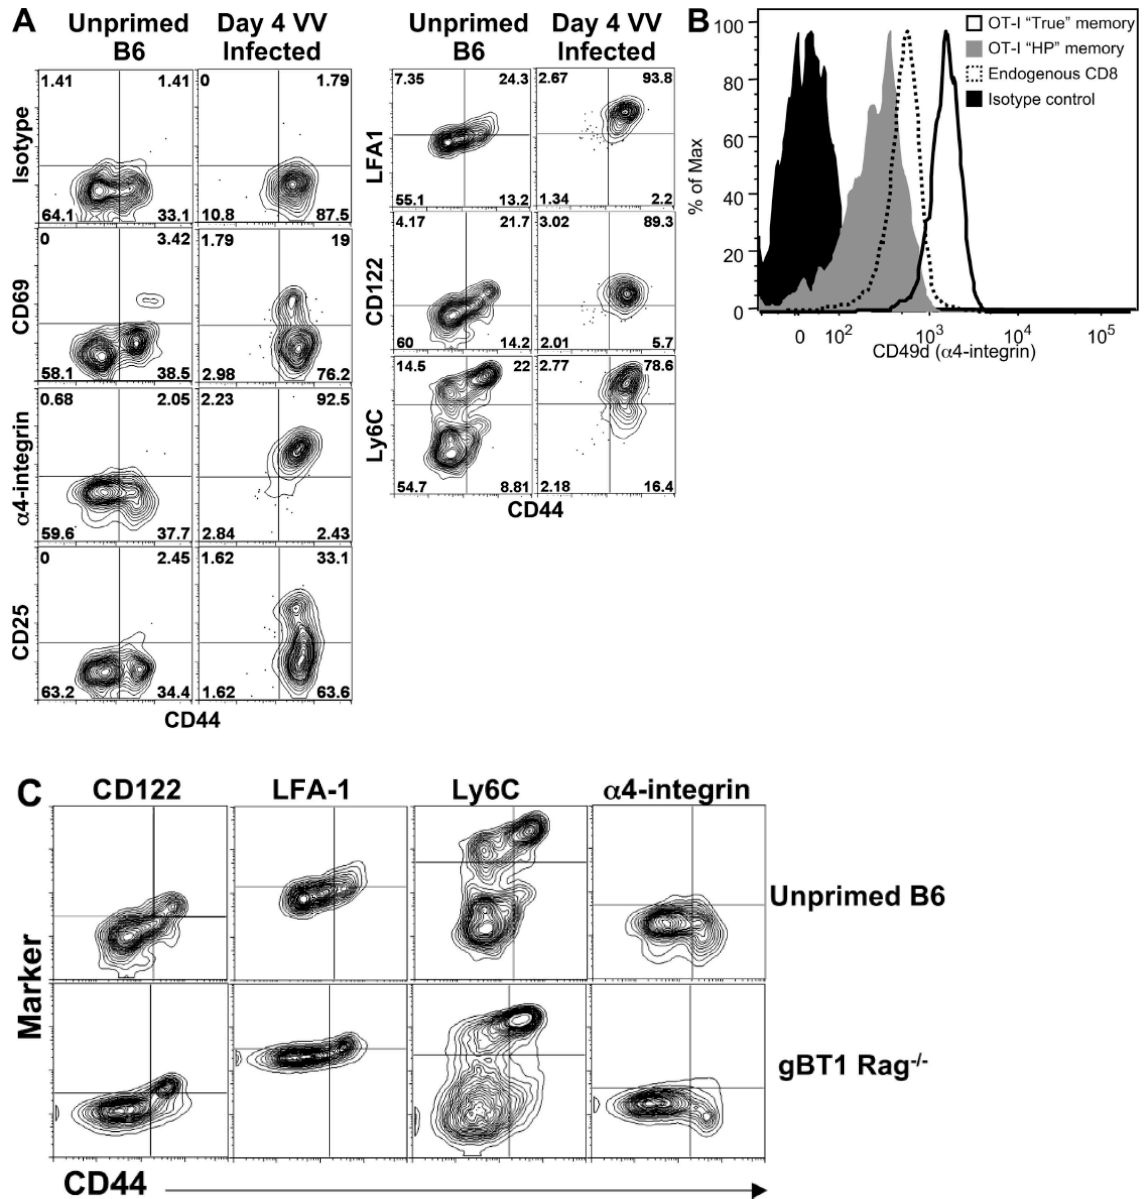 A
Unprimed B6
Day 4 VV Infected
Isotype
1.41 1.41
64.1 33.1
0 1.79
10.8 87.5
CD69
0 3.42
58.1 38.5
1.79 19
2.98 76.2
α4-integrin
0.68 2.05
59.6 37.7
2.23 92.5
2.84 2.43
CD25
0 2.45
63.2 34.4
1.62 33.1
1.62 63.6
CD44
Unprimed B6
Day 4 VV Infected
LFA1
7.35 24.3
55.1 13.2
2.67 93.8
1.34 2.2
CD122
4.17 21.7
60 14.2
3.02 89.3
2.01 5.7
Ly6C
14.5 22
54.7 8.81
2.77 78.6
2.18 16.4
CD44
B
% of Max
100
80
60
40
20
0
0 10² 10³ 10⁴ 10⁵
CD49d (α4-integrin)
OT-I “True” memory
OT-I “HP” memory
Endogenous CD8
Isotype control
C
CD122 LFA-1 Ly6C α4-integrin
Marker
Unprimed B6
gBT1 Rag⁻/⁻
CD44